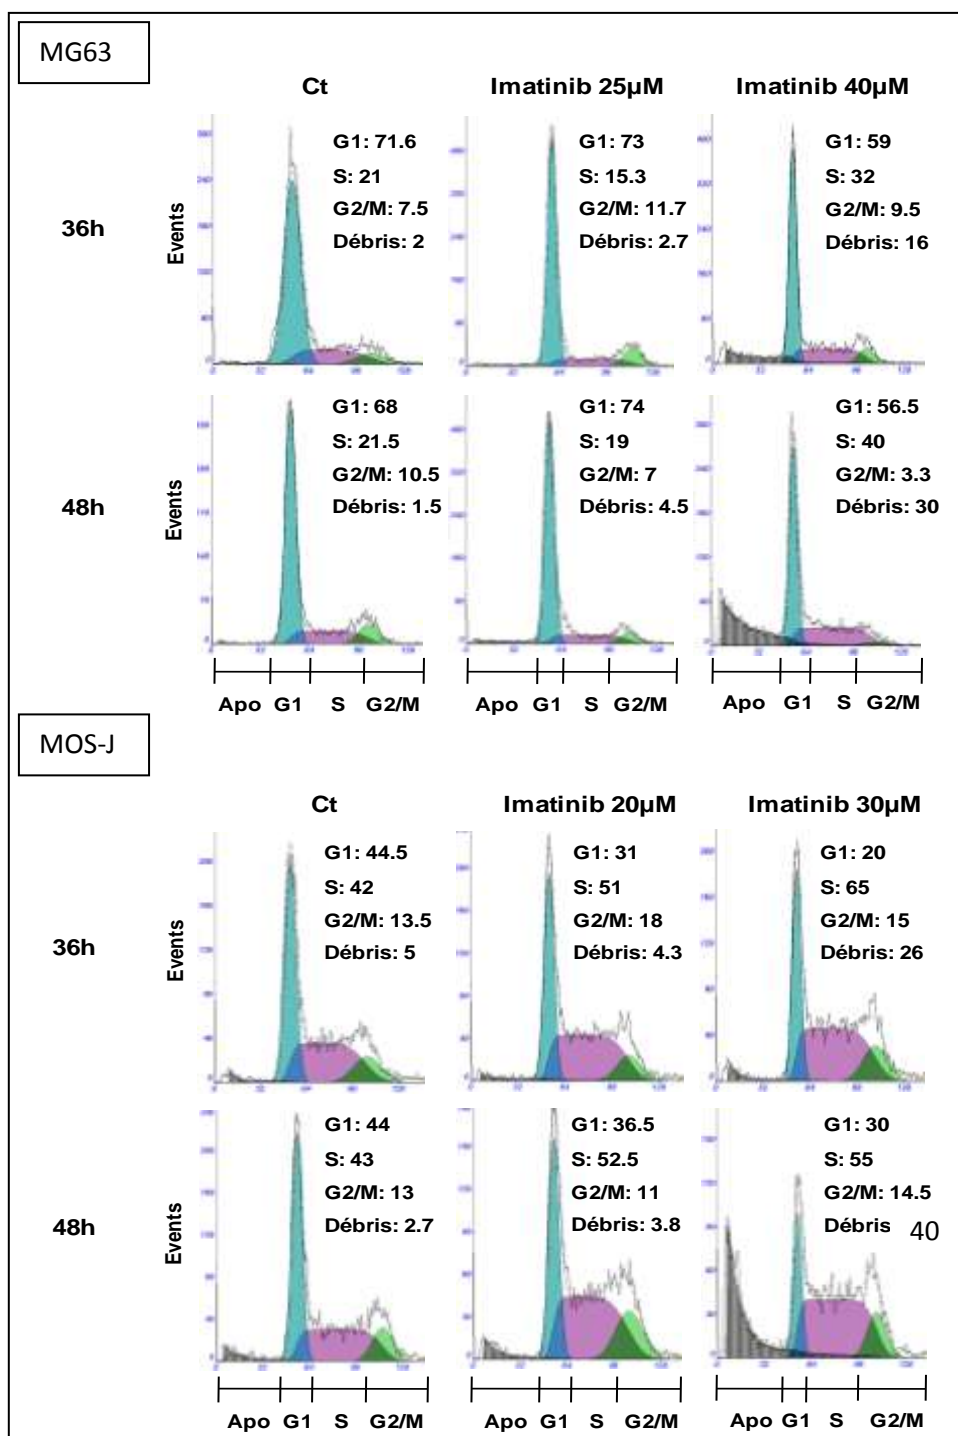 MG63
Ct Imatinib 25µM Imatinib 40µM
36h
Events
G1: 71.6
S: 21
G2/M: 7.5
Débris: 2
G1: 73
S: 15.3
G2/M: 11.7
Débris: 2.7
G1: 59
S: 32
G2/M: 9.5
Débris: 16
48h
Events
G1: 68
S: 21.5
G2/M: 10.5
Débris: 1.5
G1: 74
S: 19
G2/M: 7
Débris: 4.5
G1: 56.5
S: 40
G2/M: 3.3
Débris: 30
Apo G1 S G2/M
Apo G1 S G2/M
Apo G1 S G2/M
MOS-J
Ct Imatinib 20µM Imatinib 30µM
36h
Events
G1: 44.5
S: 42
G2/M: 13.5
Débris: 5
G1: 31
S: 51
G2/M: 18
Débris: 4.3
G1: 20
S: 65
G2/M: 15
Débris: 26
48h
Events
G1: 44
S: 43
G2/M: 13
Débris: 2.7
G1: 36.5
S: 52.5
G2/M: 11
Débris: 3.8
G1: 30
S: 55
G2/M: 14.5
Débris 40
Apo G1 S G2/M
Apo G1 S G2/M
Apo G1 S G2/M